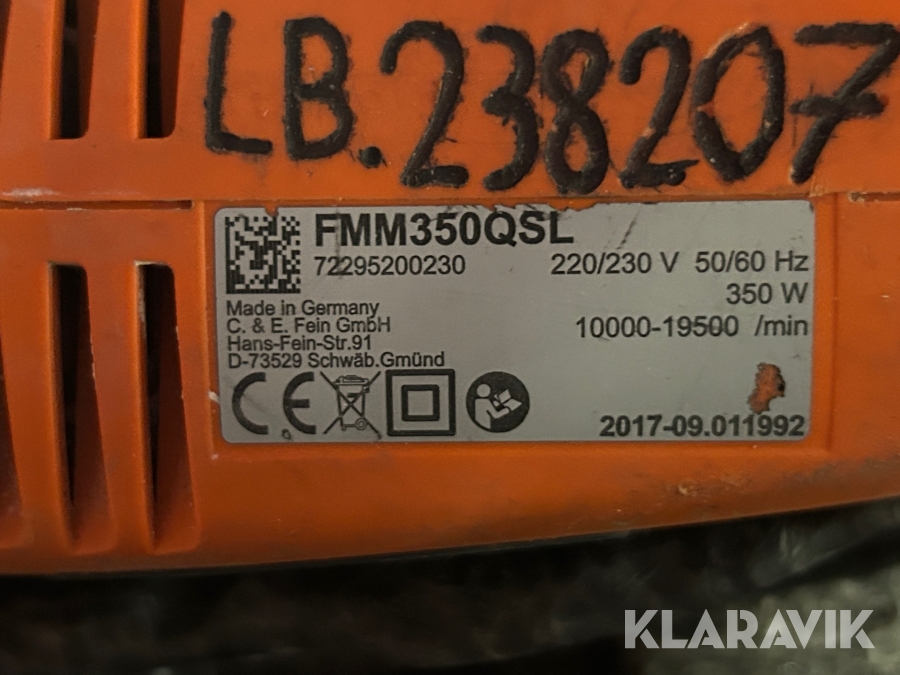 LB.238207
FMM350QSL
72295200230
220/230 V 50/60 Hz
350 W
10000-19500 /min
Made in Germany
C. & E. Fein GmbH
Hans-Fein-Str.91
D-73529 Schwäb.Gmünd
CE
2017-09.011992
KLARAVIK